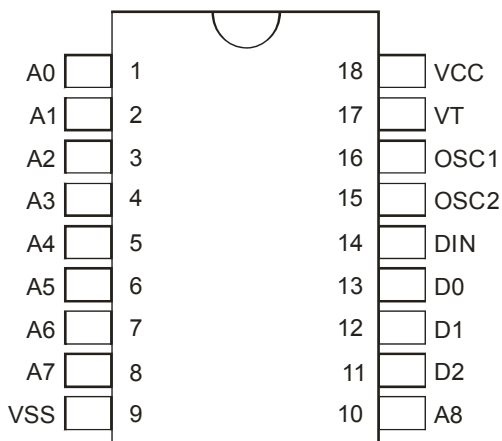 A0 1 18 VCC
A1 2 17 VT
A2 3 16 OSC1
A3 4 15 OSC2
A4 5 14 DIN
A5 6 13 D0
A6 7 12 D1
A7 8 11 D2
VSS 9 10 A8